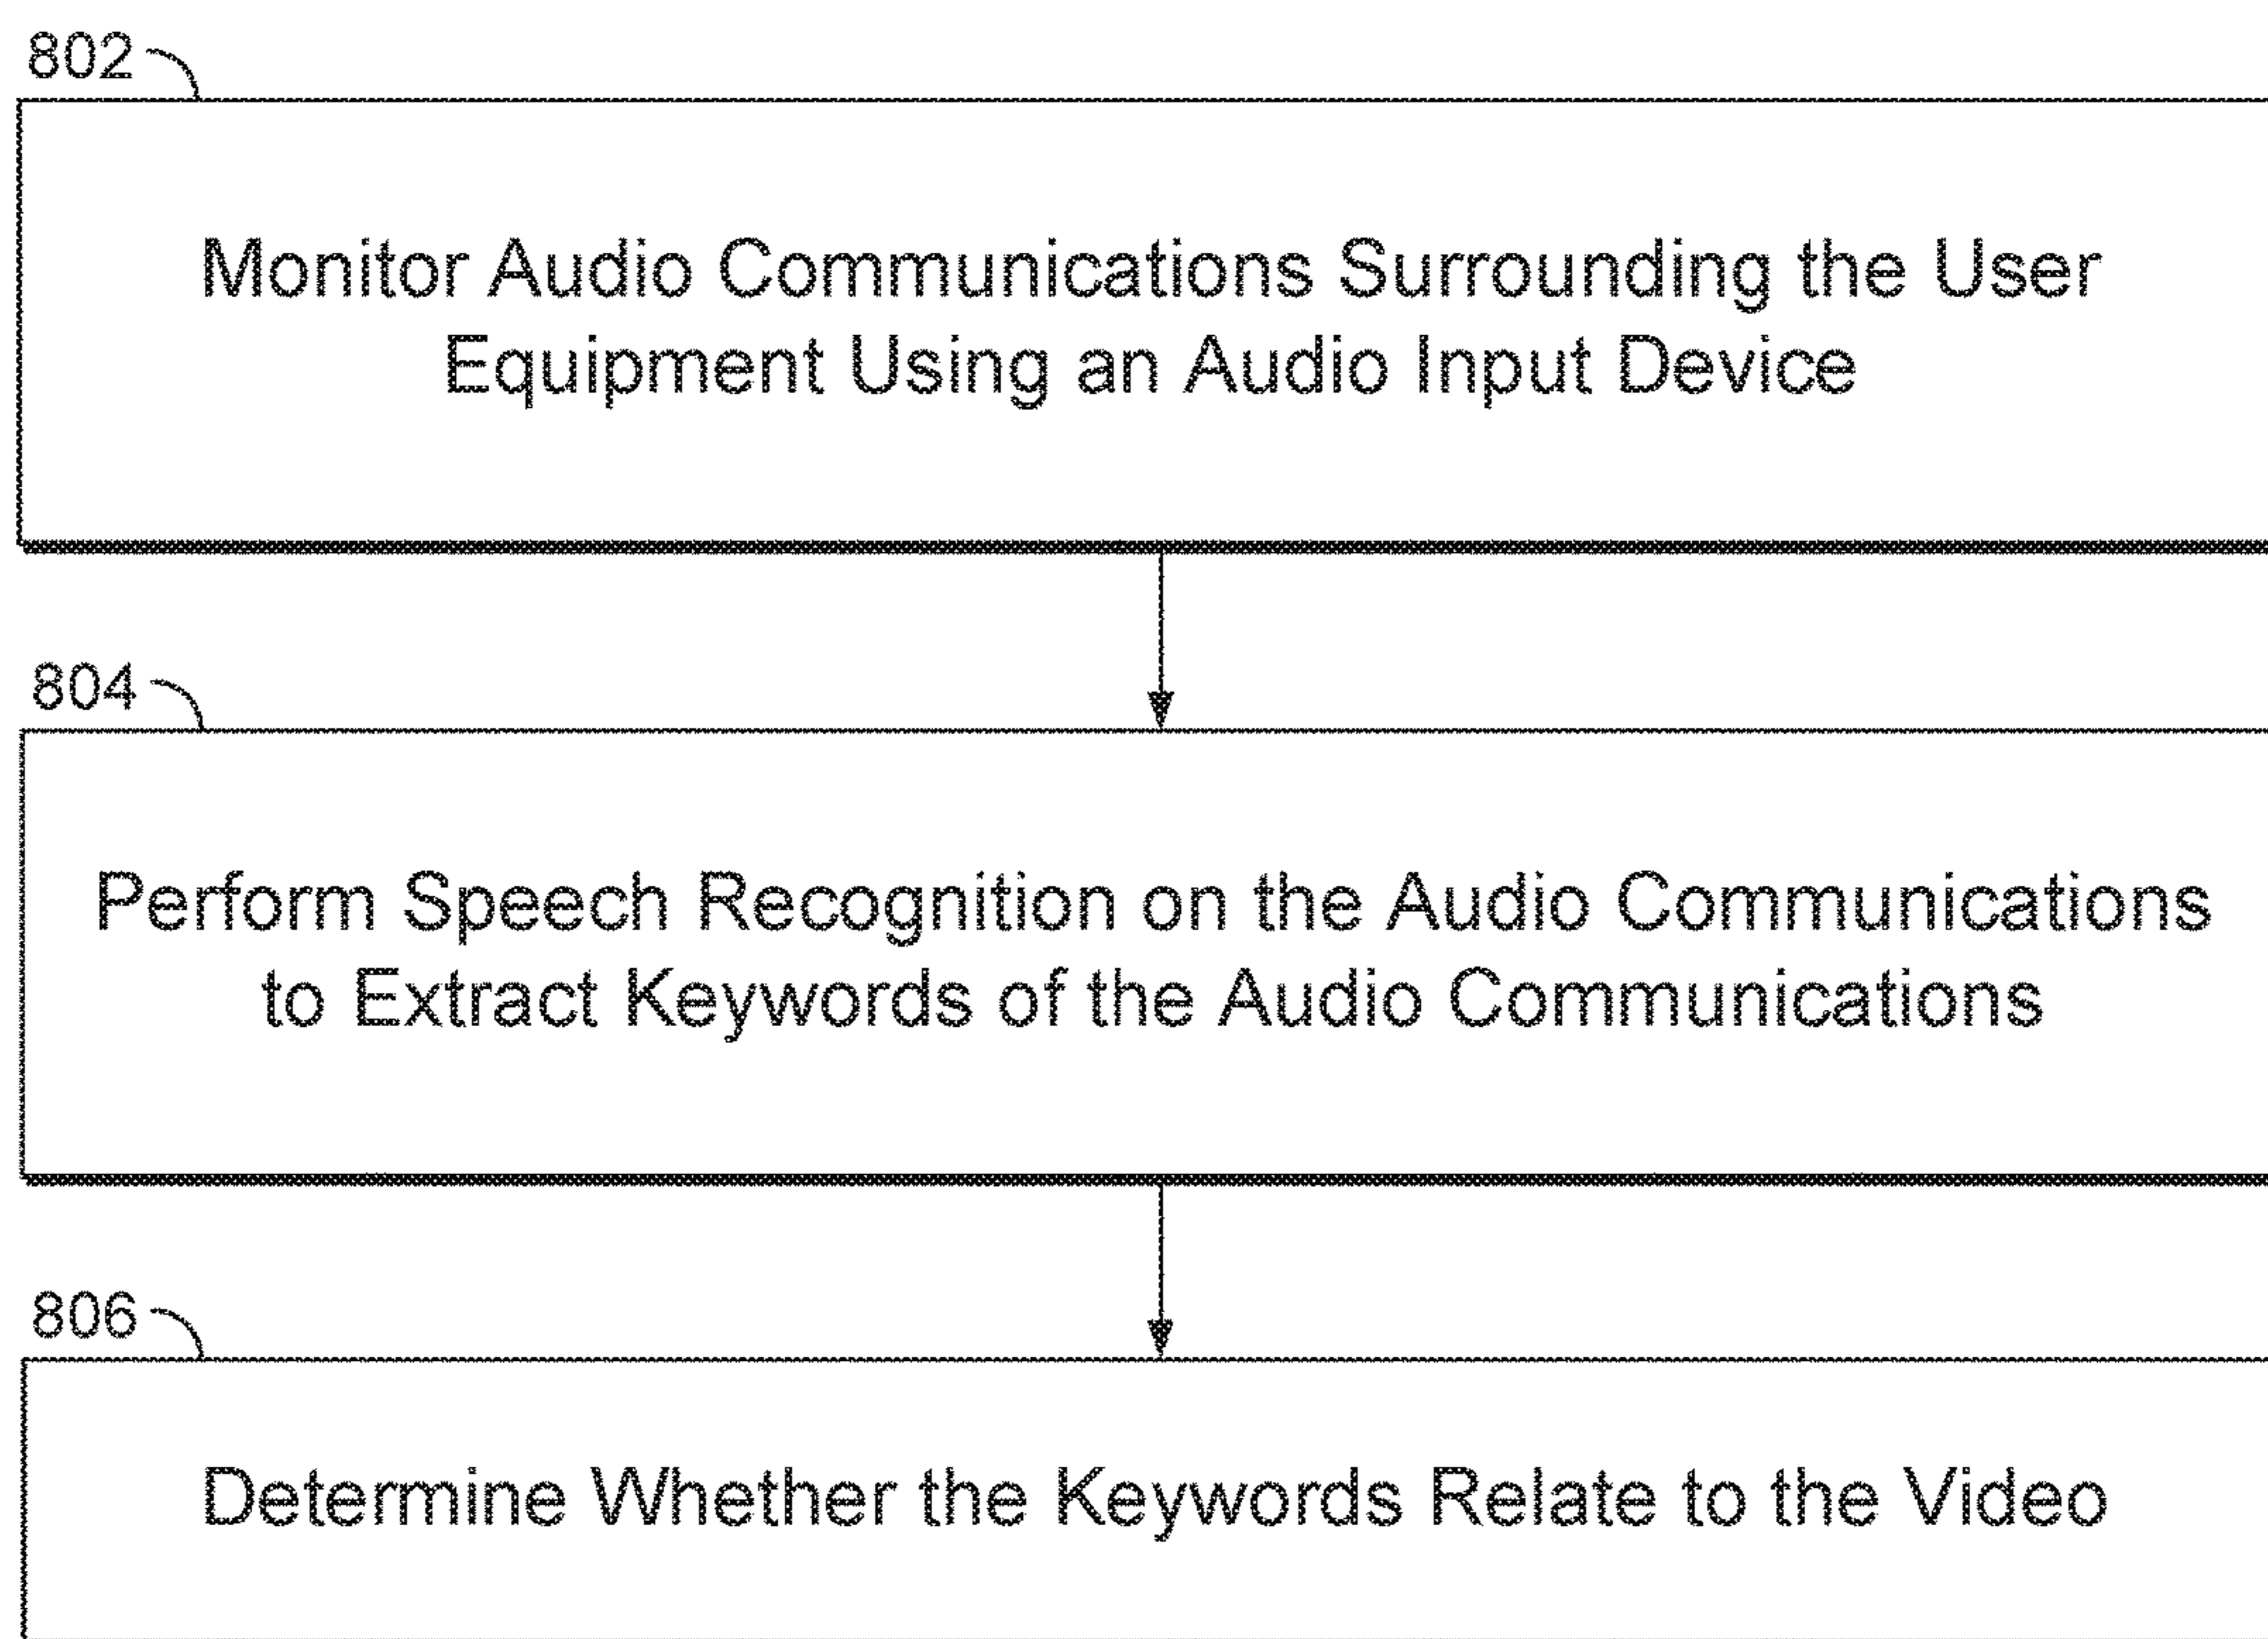 802
Monitor Audio Communications Surrounding the User
Equipment Using an Audio Input Device
804
Perform Speech Recognition on the Audio Communications
to Extract Keywords of the Audio Communications
806
Determine Whether the Keywords Relate to the Video